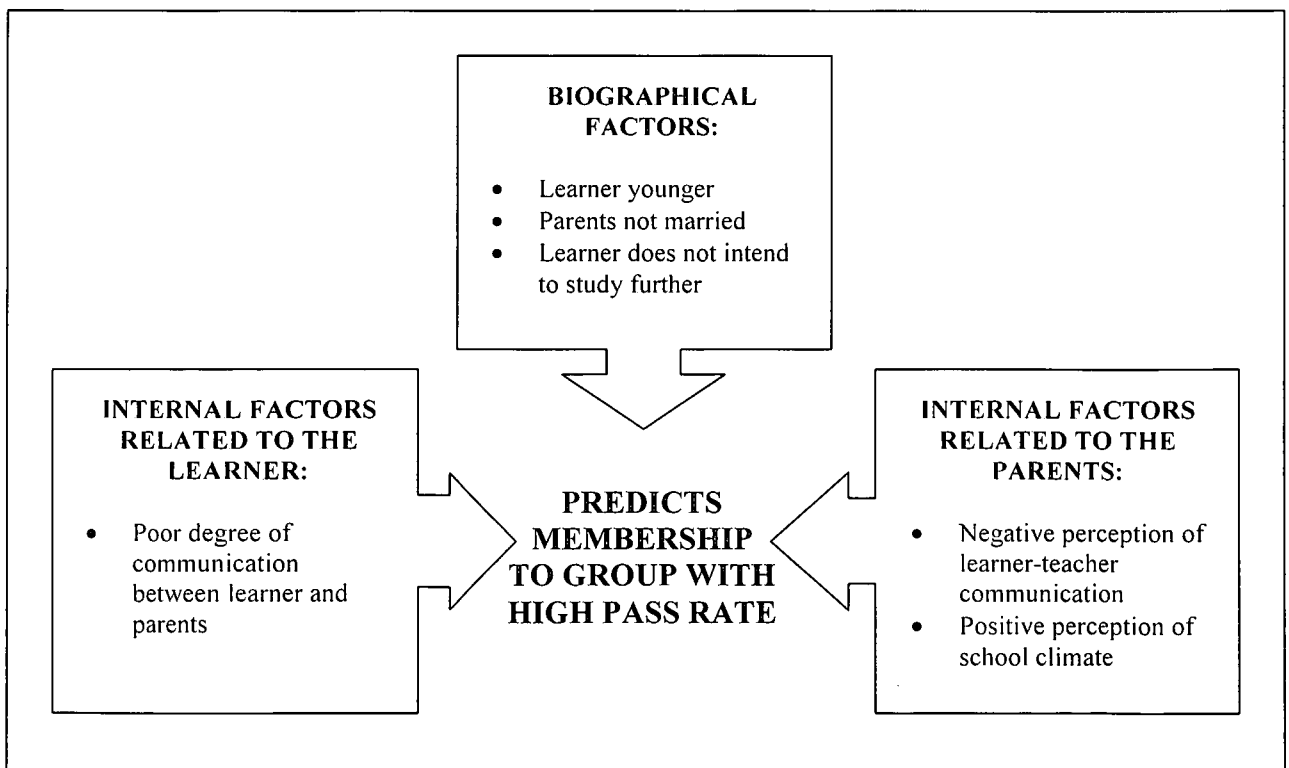 BIOGRAPHICAL
FACTORS:
• Learner younger
• Parents not married
• Learner does not intend
to study further
INTERNAL FACTORS
RELATED TO THE
LEARNER:
• Poor degree of
communication
between learner and
parents
PREDICTS
MEMBERSHIP
TO GROUP WITH
HIGH PASS RATE
INTERNAL FACTORS
RELATED TO THE
PARENTS:
• Negative perception of
learner-teacher
communication
• Positive perception of
school climate